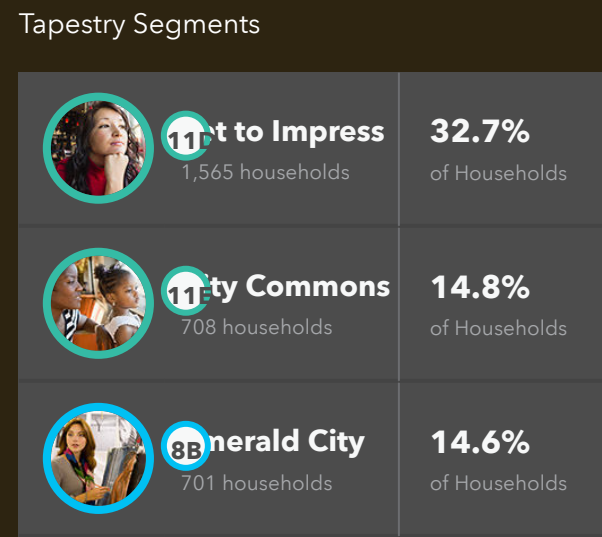 Tapestry Segments
11D et to Impress
1,565 households
32.7%
of Households
11E ity Commons
708 households
14.8%
of Households
8B merald City
701 households
14.6%
of Households